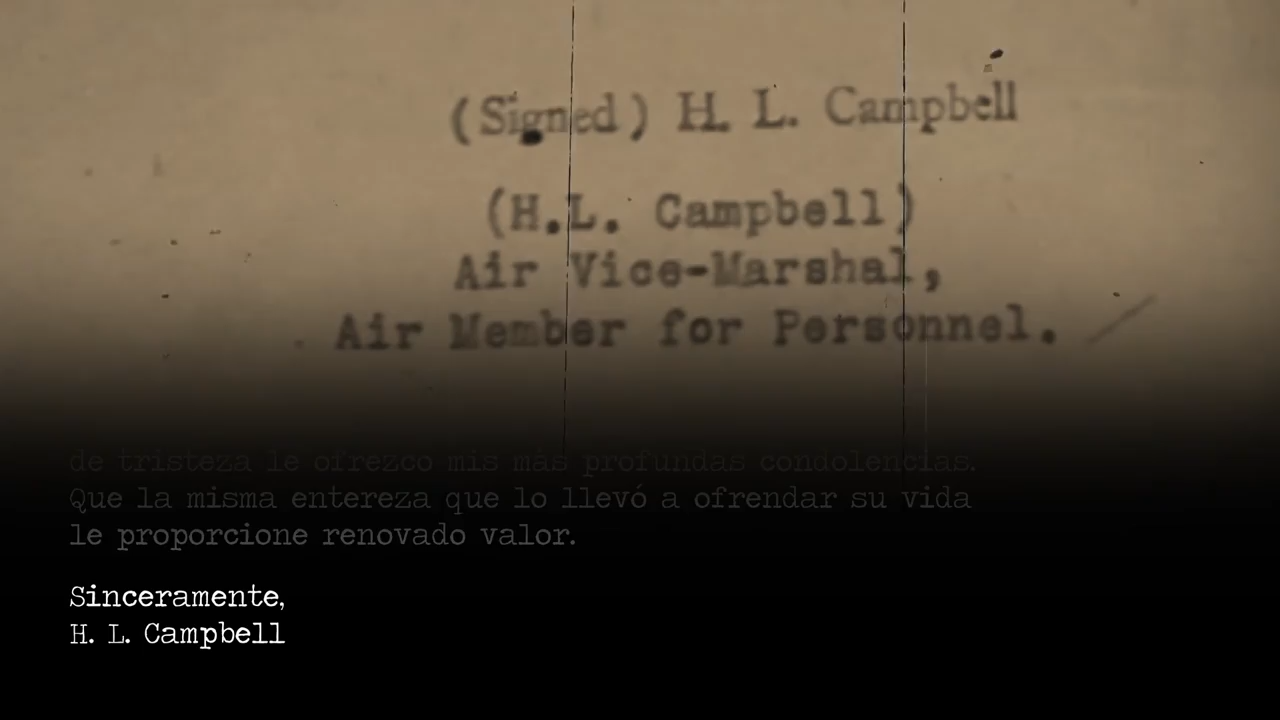 (Signed) H. L. Campbell
(H.L. Campbell)
Air Vice-Marshal,
Air Member for Personnel.
de tristeza le ofrezco mis más profundas condolencias.
Que la misma entereza que lo llevó a ofrendar su vida
le proporcione renovado valor.
Sinceramente,
H. L. Campbell